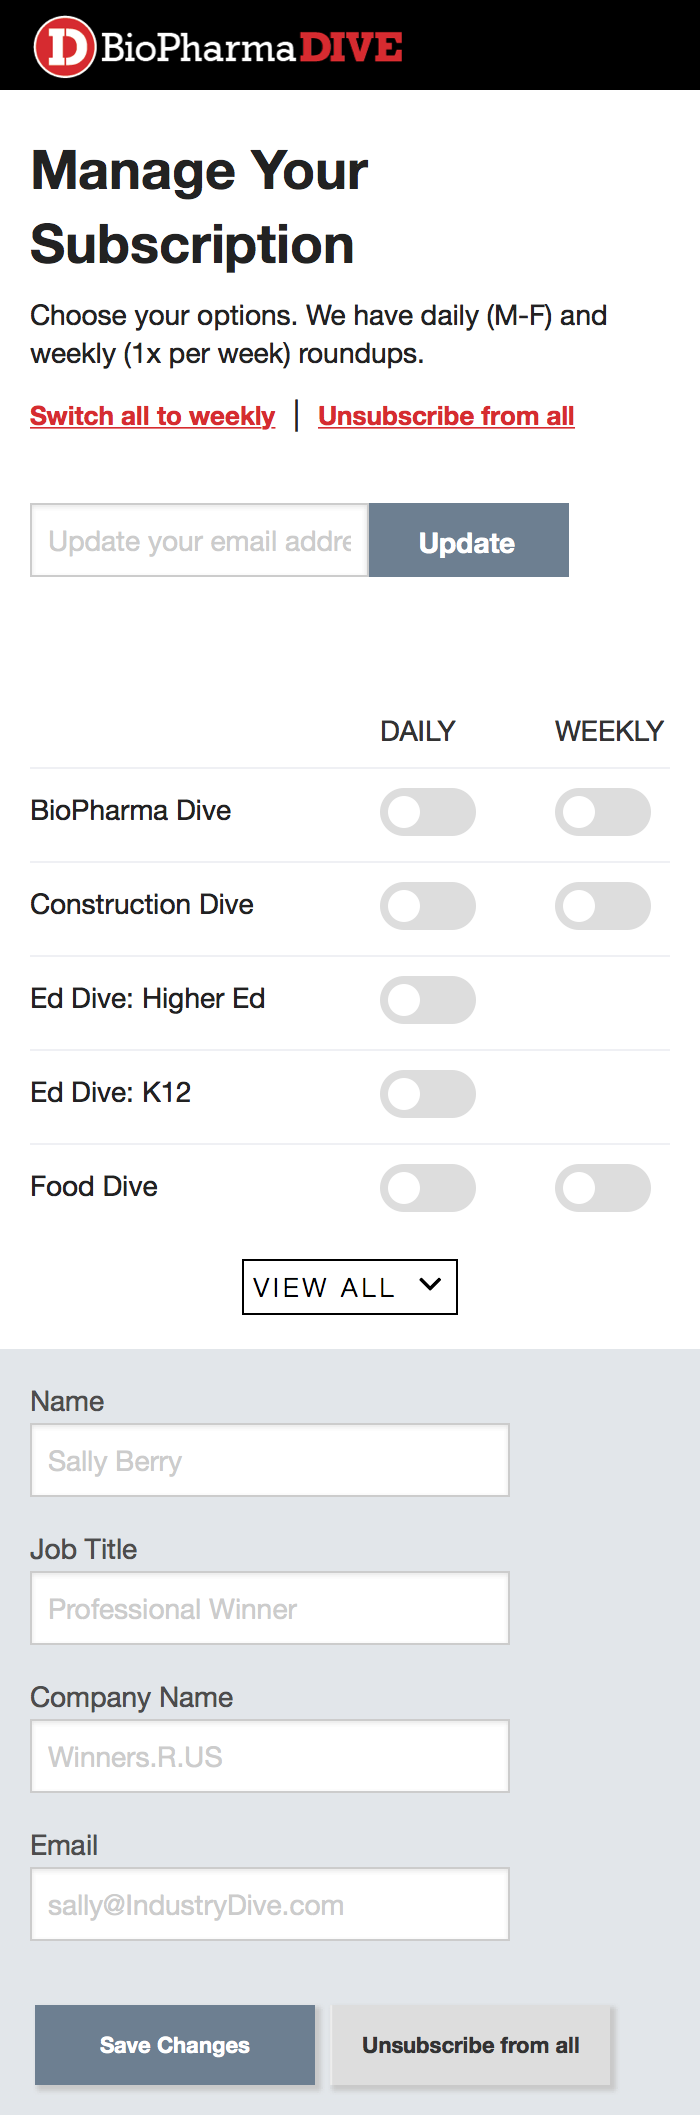 D BioPharmaDIVE
Manage Your
Subscription
Choose your options. We have daily (M-F) and
weekly (1x per week) roundups.
Switch all to weekly | Unsubscribe from all
Update your email addre Update
DAILY WEEKLY
BioPharma Dive
Construction Dive
Ed Dive: Higher Ed
Ed Dive: K12
Food Dive
VIEW ALL
Name
Sally Berry
Job Title
Professional Winner
Company Name
Winners.R.US
Email
sally@IndustryDive.com
Save Changes Unsubscribe from all